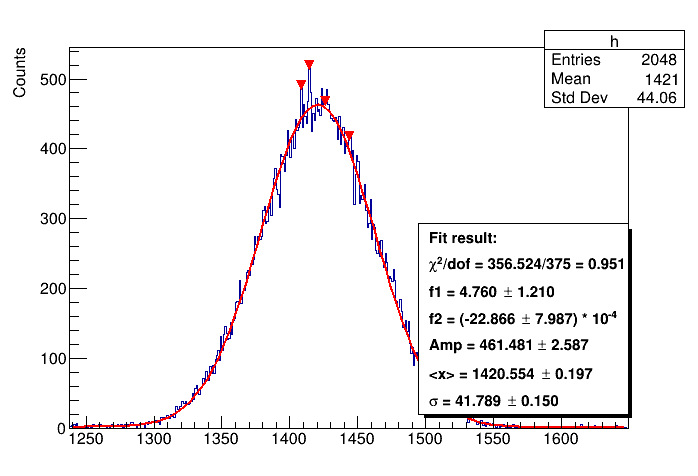 h
Entries 2048
Mean 1421
Std Dev 44.06
Counts
500
400
300
200
100
0
Fit result:
χ²/dof = 356.524/375 = 0.951
f1 = 4.760 ± 1.210
f2 = (-22.866 ± 7.987) * 10⁻⁴
Amp = 461.481 ± 2.587
<x> = 1420.554 ± 0.197
σ = 41.789 ± 0.150
1250 1300 1350 1400 1450 1500 1550 1600